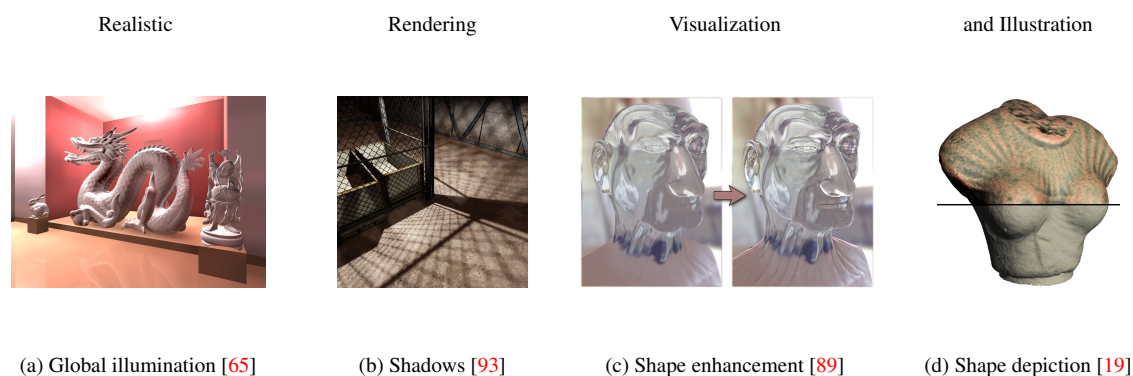 Realistic Rendering Visualization and Illustration
(a) Global illumination [65] (b) Shadows [93] (c) Shape enhancement [89] (d) Shape depiction [19]